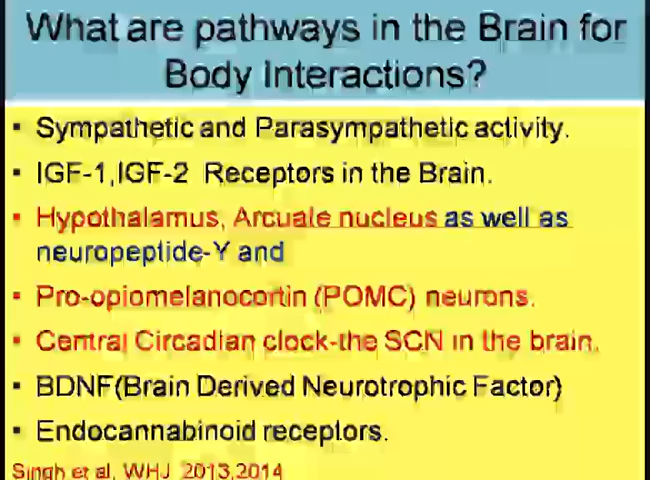 What are pathways in the Brain for
Body Interactions?
▪ Sympathetic and Parasympathetic activity.
▪ IGF-1,IGF-2 Receptors in the Brain.
▪ Hypothalamus, Arcuale nucleus as well as
neuropeptide-Y and
▪ Pro-opiomelanocortin (POMC) neurons.
▪ Central Circadian clock-the SCN in the brain.
▪ BDNF(Brain Derived Neurotrophic Factor)
▪ Endocannabinoid receptors.
Singh et al, WHJ 2013,2014